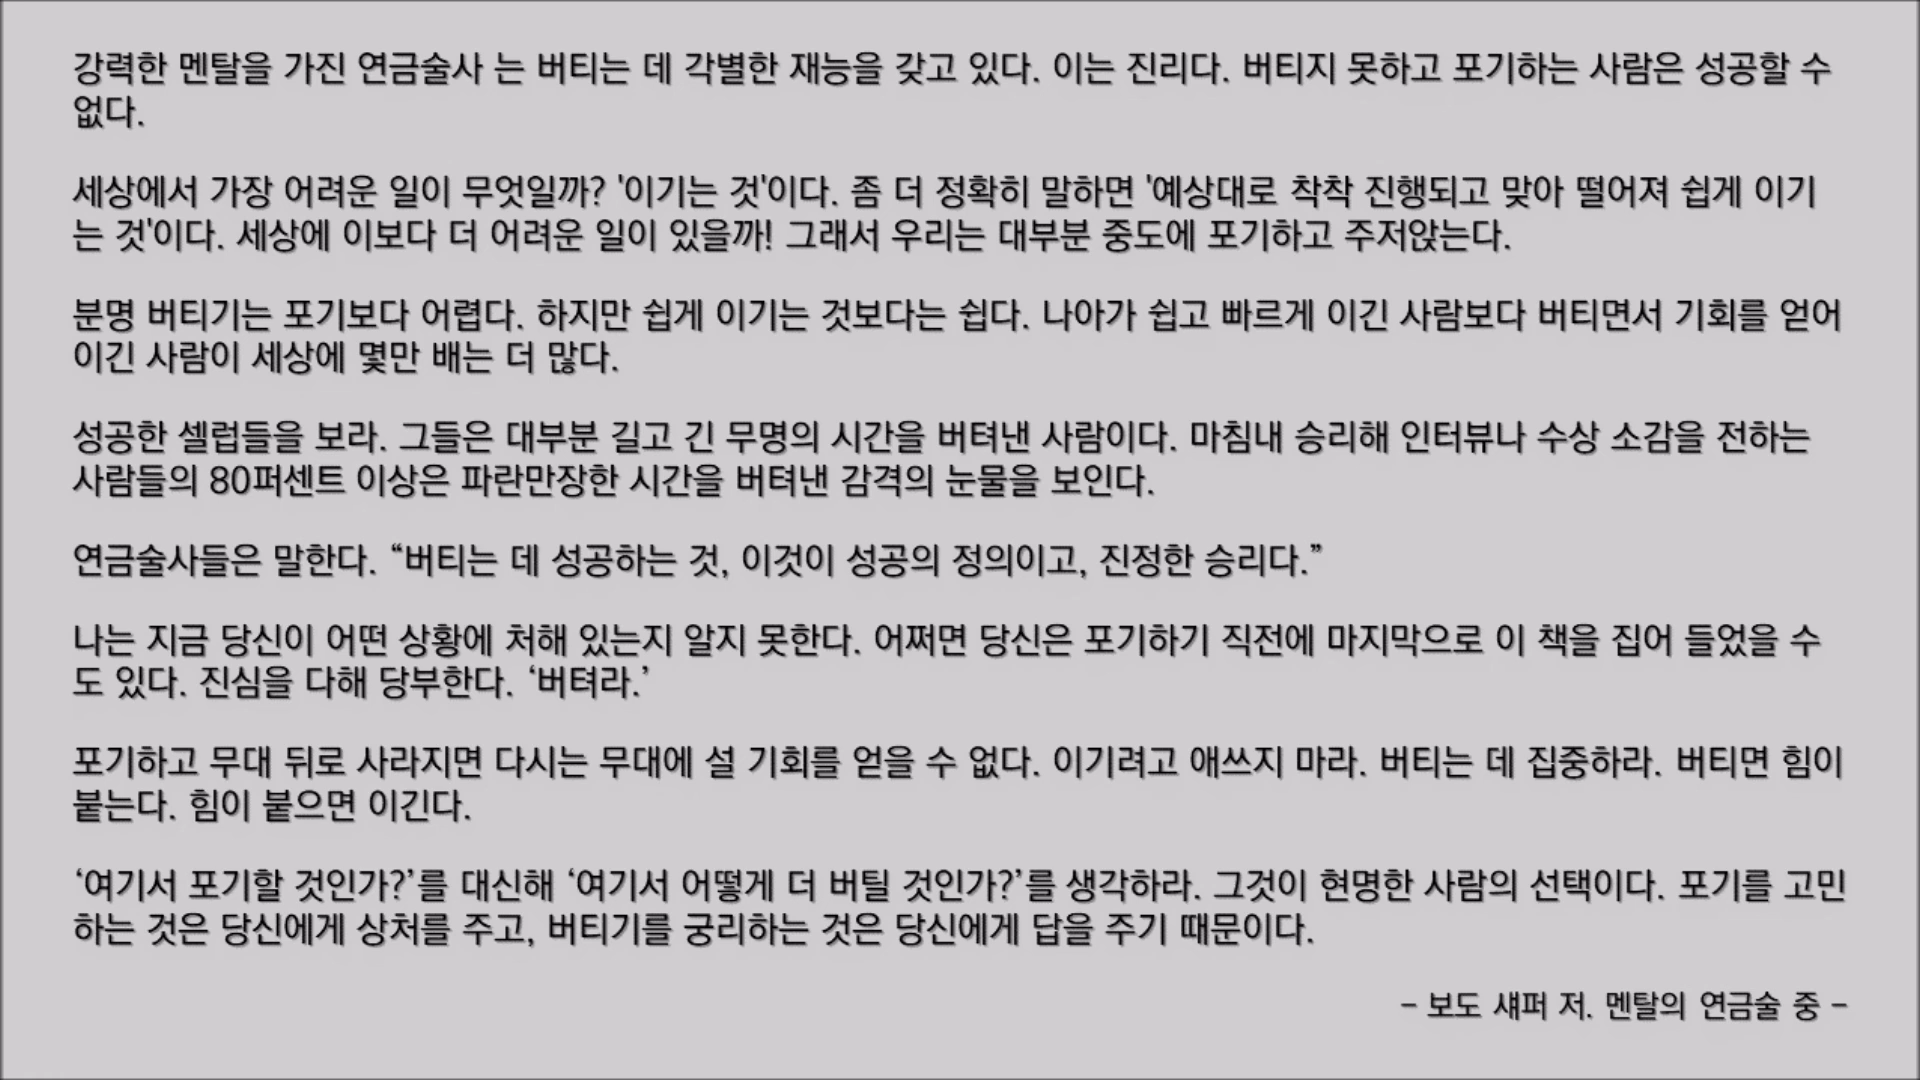 강력한 멘탈을 가진 연금술사 는 버티는 데 각별한 재능을 갖고 있다. 이는 진리다. 버티지 못하고 포기하는 사람은 성공할 수
없다.
세상에서 가장 어려운 일이 무엇일까? '이기는 것'이다. 좀 더 정확히 말하면 '예상대로 착착 진행되고 맞아 떨어져 쉽게 이기
는 것'이다. 세상에 이보다 더 어려운 일이 있을까! 그래서 우리는 대부분 중도에 포기하고 주저앉는다.
분명 버티기는 포기보다 어렵다. 하지만 쉽게 이기는 것보다는 쉽다. 나아가 쉽고 빠르게 이긴 사람보다 버티면서 기회를 얻어
이긴 사람이 세상에 몇만 배는 더 많다.
성공한 셀럽들을 보라. 그들은 대부분 길고 긴 무명의 시간을 버텨낸 사람이다. 마침내 승리해 인터뷰나 수상 소감을 전하는
사람들의 80퍼센트 이상은 파란만장한 시간을 버텨낸 감격의 눈물을 보인다.
연금술사들은 말한다. “버티는 데 성공하는 것, 이것이 성공의 정의이고, 진정한 승리다.”
나는 지금 당신이 어떤 상황에 처해 있는지 알지 못한다. 어쩌면 당신은 포기하기 직전에 마지막으로 이 책을 집어 들었을 수
도 있다. 진심을 다해 당부한다. ‘버텨라.’
포기하고 무대 뒤로 사라지면 다시는 무대에 설 기회를 얻을 수 없다. 이기려고 애쓰지 마라. 버티는 데 집중하라. 버티면 힘이
붙는다. 힘이 붙으면 이긴다.
‘여기서 포기할 것인가?’를 대신해 ‘여기서 어떻게 더 버틸 것인가?’를 생각하라. 그것이 현명한 사람의 선택이다. 포기를 고민
하는 것은 당신에게 상처를 주고, 버티기를 궁리하는 것은 당신에게 답을 주기 때문이다.
- 보도 섀퍼 저. 멘탈의 연금술 중 -